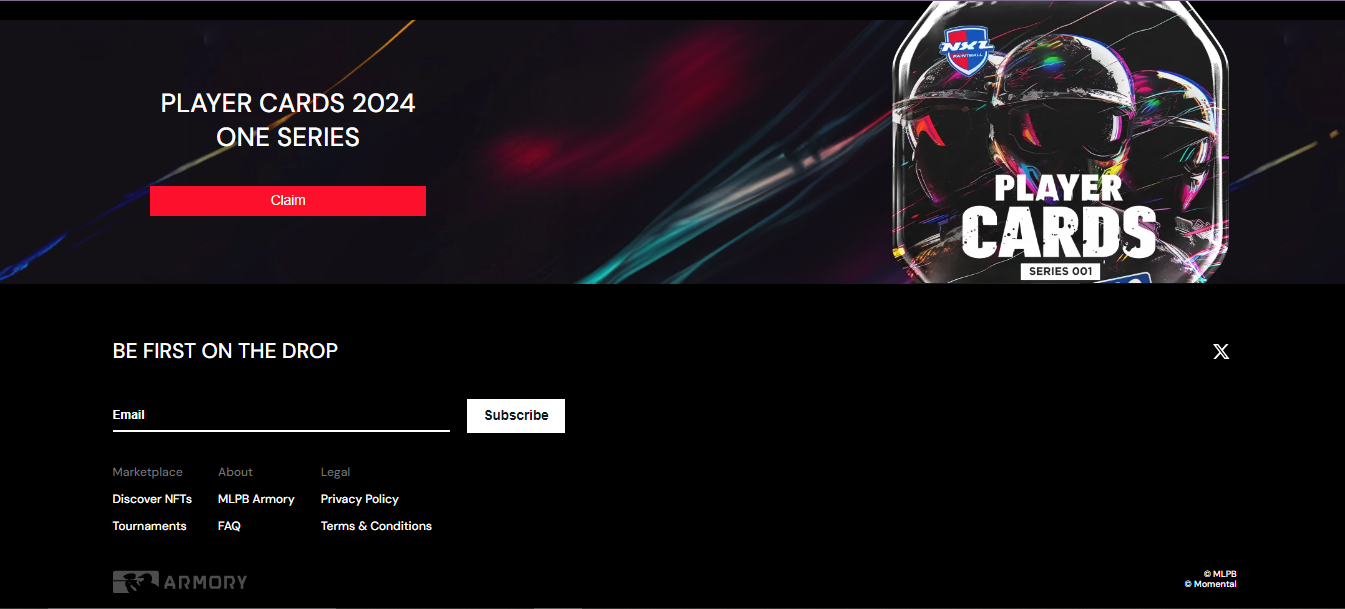 NXL
PAINTBALL
PLAYER CARDS 2024
ONE SERIES
Claim
PLAYER
CARDS
SERIES 001
BE FIRST ON THE DROP
Email
Subscribe
Marketplace
About
Legal
Discover NFTs
MLPB Armory
Privacy Policy
Tournaments
FAQ
Terms & Conditions
ARMORY
© MLPB
© Momental